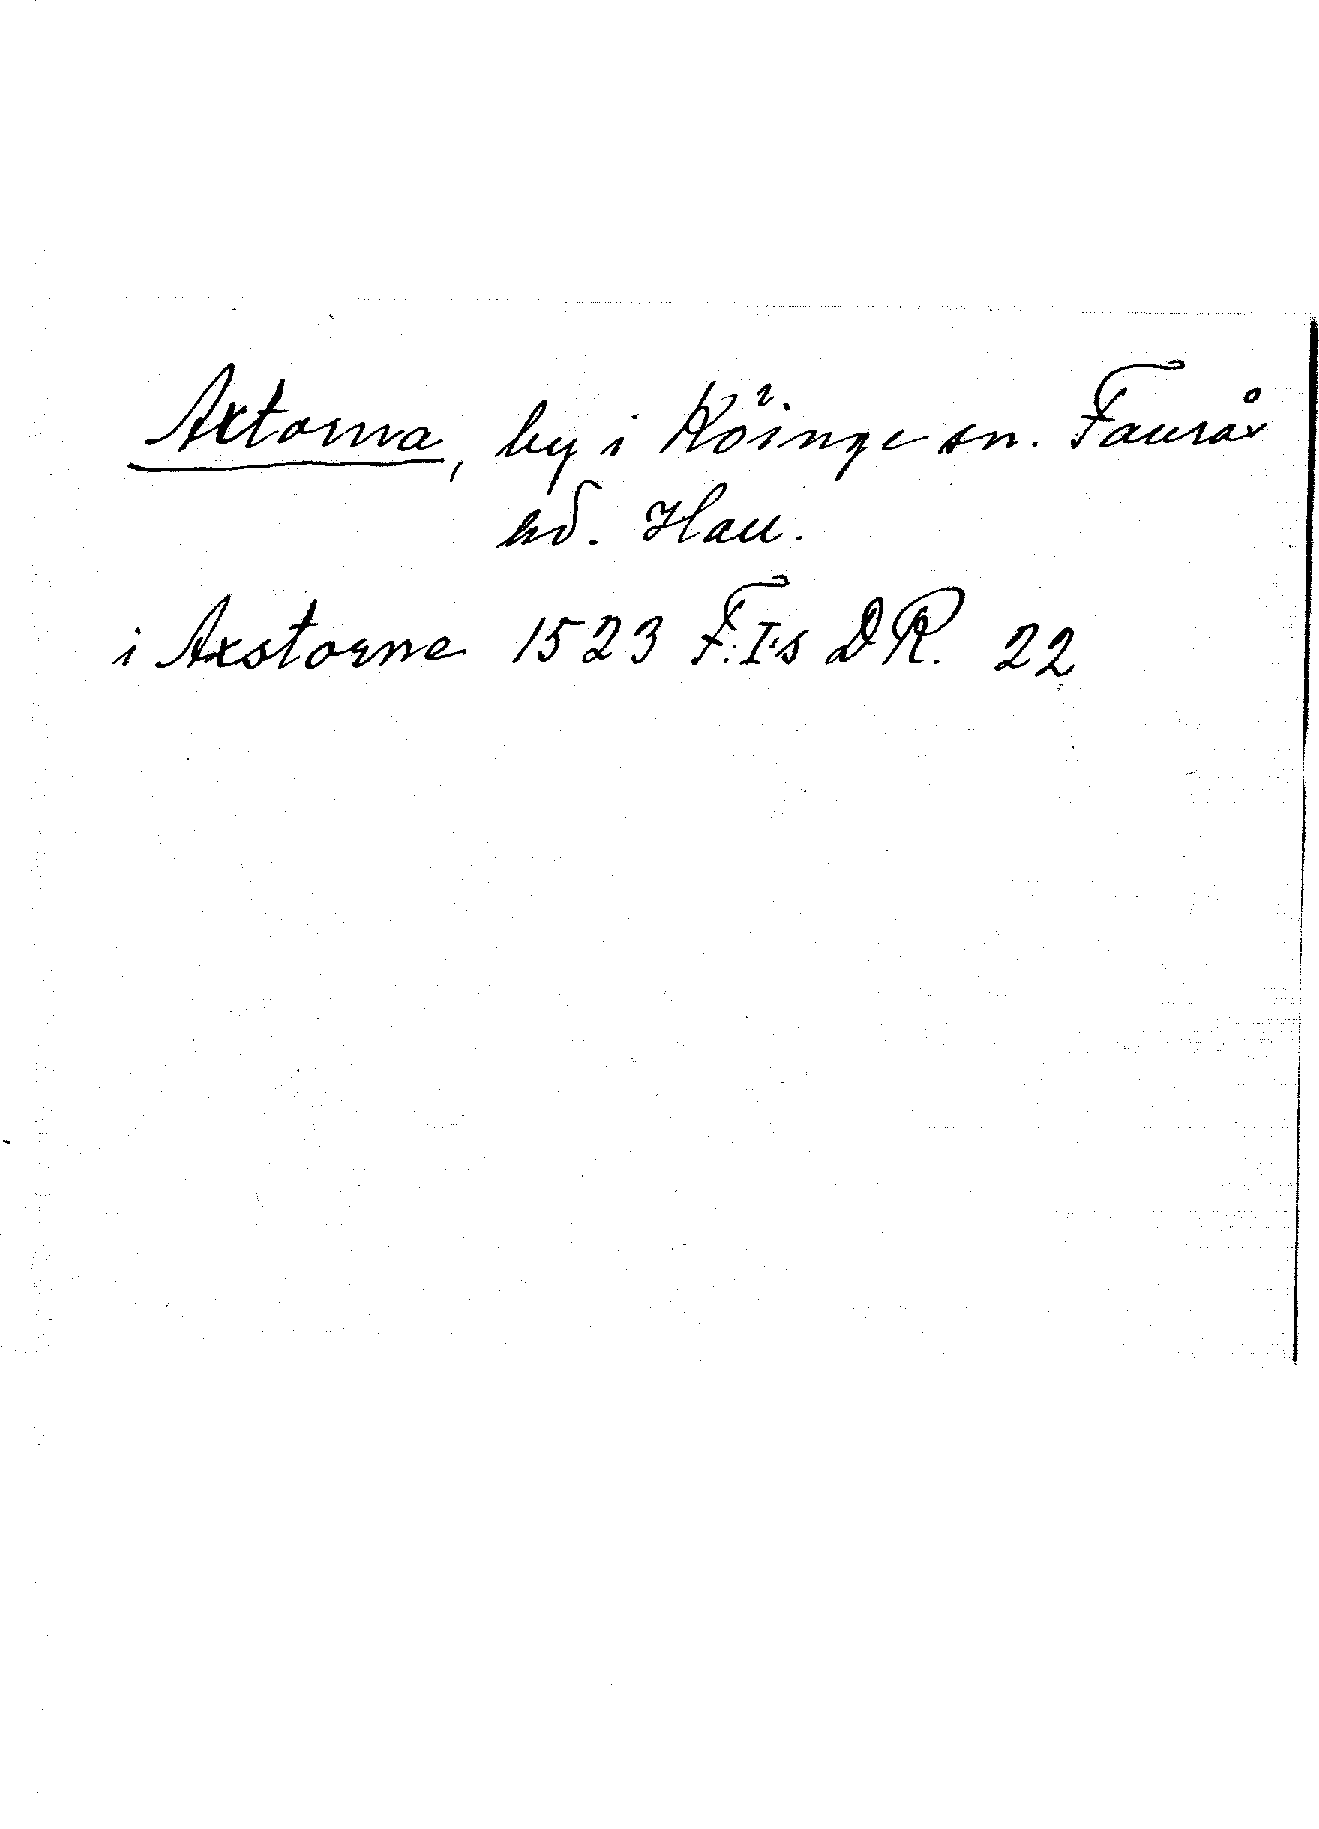 Axtorna, by i Köinge sn. Faurås
hd. Hall.
i Axstorne 1523 F.I's DR. 22